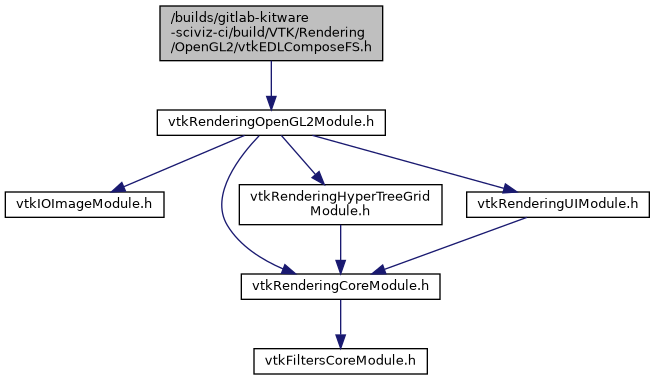 /builds/gitlab-kitware
-sciviz-ci/build/VTK/Rendering
/OpenGL2/vtkEDLComposeFS.h
vtkRenderingOpenGL2Module.h
vtkIOImageModule.h
vtkRenderingHyperTreeGrid
Module.h
vtkRenderingUIModule.h
vtkRenderingCoreModule.h
vtkFiltersCoreModule.h